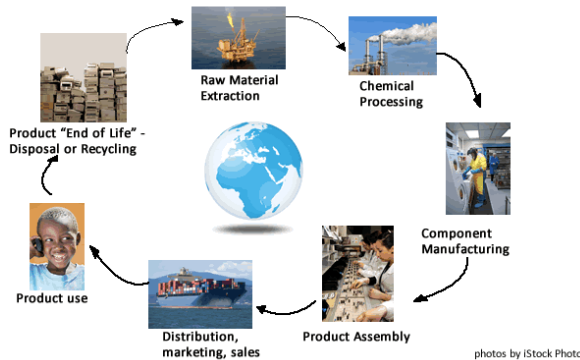 Raw Material
Extraction
Chemical
Processing
Component
Manufacturing
Product Assembly
Distribution,
marketing, sales
Product use
Product “End of Life” -
Disposal or Recycling
photos by iStock Photo